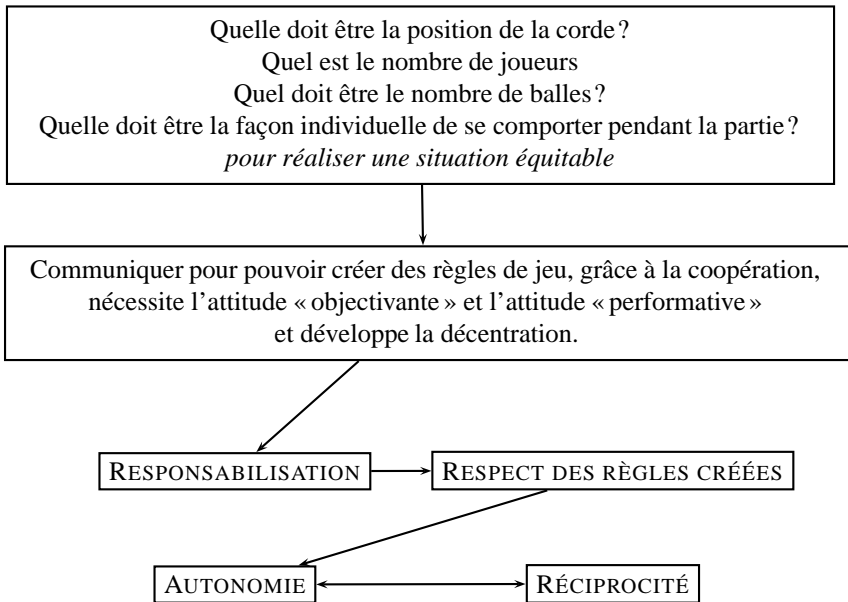 Quelle doit être la position de la corde ?
Quel est le nombre de joueurs
Quel doit être le nombre de balles ?
Quelle doit être la façon individuelle de se comporter pendant la partie ?
pour réaliser une situation équitable
Communiquer pour pouvoir créer des règles de jeu, grâce à la coopération,
nécessite l’attitude « objectivante » et l’attitude « performative »
et développe la décentration.
RESPONSABILISATION
RESPECT DES RÈGLES CRÉÉES
AUTONOMIE
RÉCIPROCITÉ